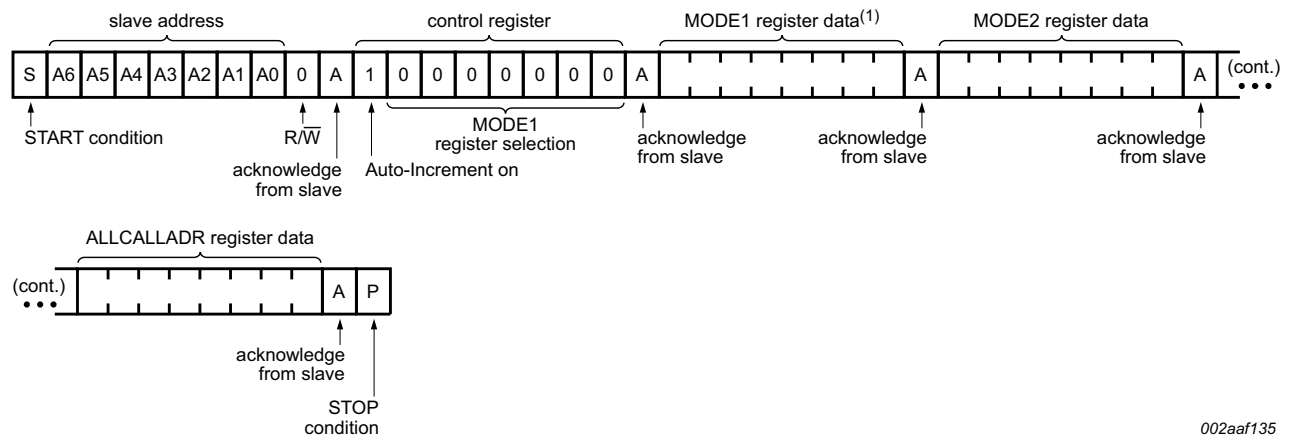 slave address control register MODE1 register data(1) MODE2 register data
S A6 A5 A4 A3 A2 A1 A0 0 A 1 0 0 0 0 0 0 0 A A A (cont.)
•••
START condition R/W̅ MODE1 acknowledge acknowledge acknowledge
register selection from slave from slave from slave
acknowledge Auto-Increment on
from slave
ALLCALLADR register data
(cont.) A P
•••
acknowledge
from slave
STOP
condition
002aaf135